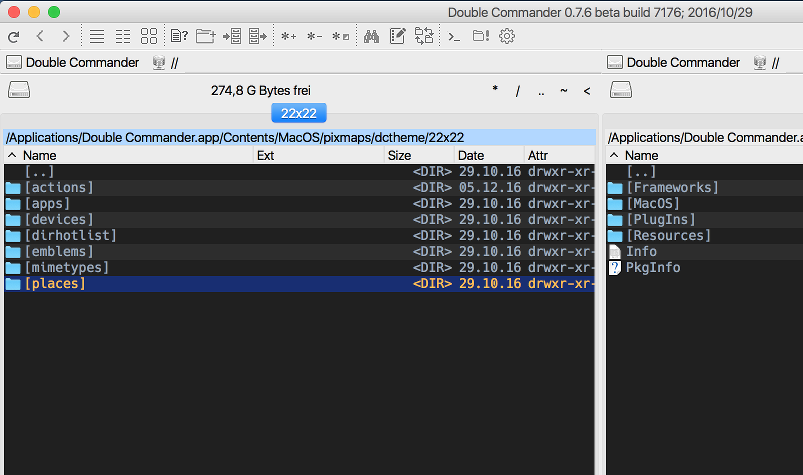 Double Commander 0.7.6 beta build 7176; 2016/10/29
Double Commander // Double Commander //
274,8 G Bytes frei * / .. ~ <
22x22
/Applications/Double Commander.app/Contents/MacOS/pixmaps/dctheme/22x22
Name Ext Size Date Attr
[..] <DIR> 29.10.16 drwxr-xr-
[actions] <DIR> 05.12.16 drwxr-xr-
[apps] <DIR> 29.10.16 drwxr-xr-
[devices] <DIR> 29.10.16 drwxr-xr-
[dirhotlist] <DIR> 29.10.16 drwxr-xr-
[emblems] <DIR> 29.10.16 drwxr-xr-
[mimetypes] <DIR> 29.10.16 drwxr-xr-
[places] <DIR> 29.10.16 drwxr-xr-
/Applications/Double Commander.a
Name
[..]
[Frameworks]
[MacOS]
[PlugIns]
[Resources]
Info
PkgInfo